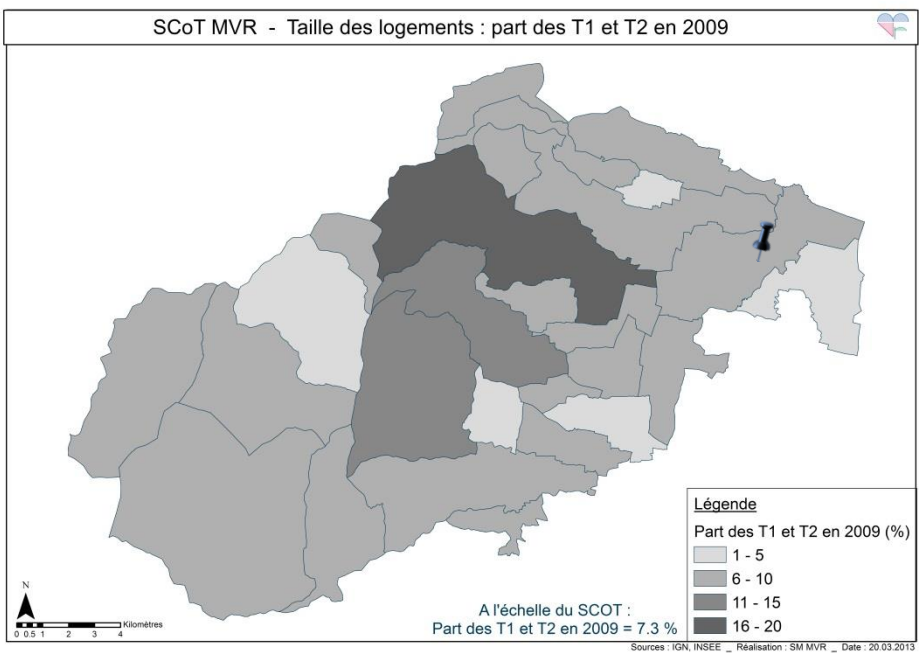 SCoT MVR - Taille des logements : part des T1 et T2 en 2009
Légende
Part des T1 et T2 en 2009 (%)
1 - 5
6 - 10
11 - 15
16 - 20
N
Kilomètres
0 0.5 1 2 3 4
A l'échelle du SCOT :
Part des T1 et T2 en 2009 = 7.3 %
Sources : IGN, INSEE _ Réalisation : SM MVR _ Date : 20.03.2013